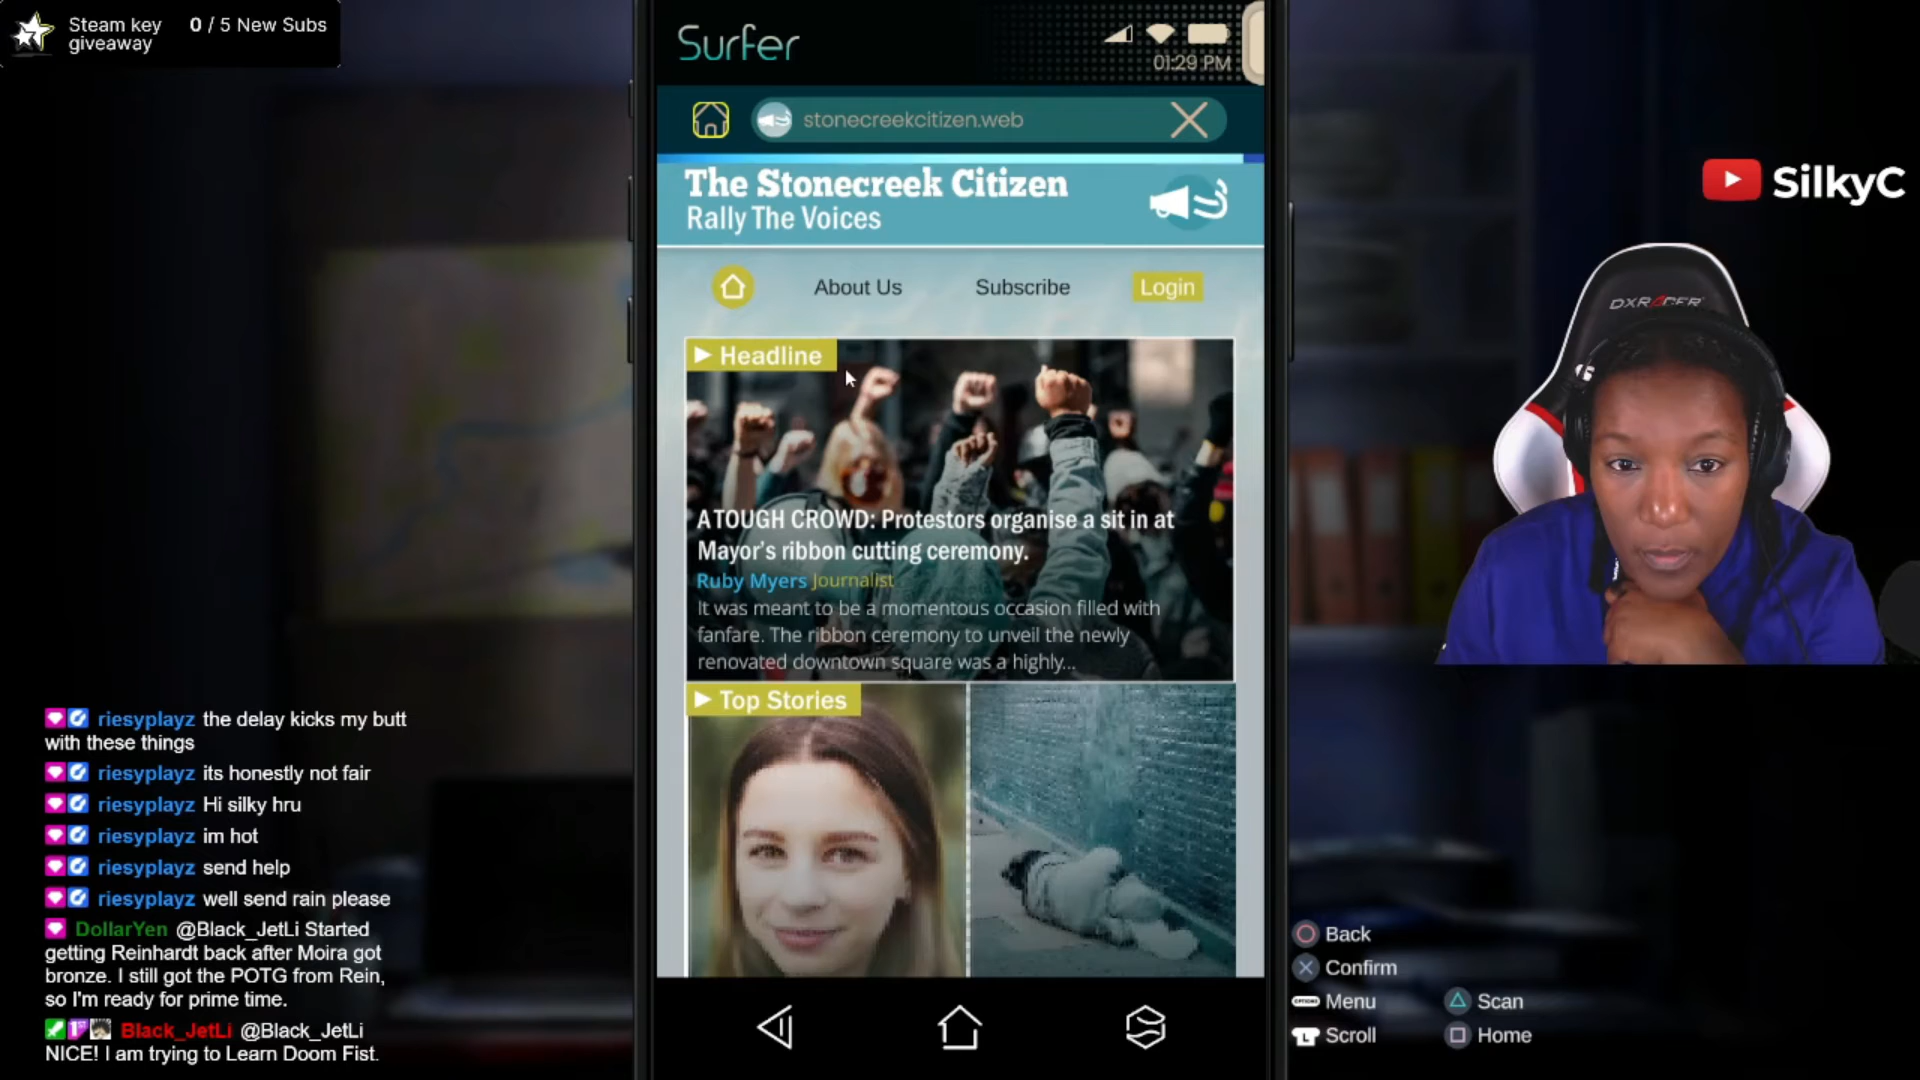 Steam key
giveaway
0 / 5 New Subs
Surfer
01:29 PM
stonecreekcitizen.web
The Stonecreek Citizen
Rally The Voices
About Us
Subscribe
Login
Headline
A TOUGH CROWD: Protestors organise a sit in at
Mayor's ribbon cutting ceremony.
Ruby Myers Journalist
It was meant to be a momentous occasion filled with
fanfare. The ribbon ceremony to unveil the newly
renovated downtown square was a highly...
Top Stories
SilkyC
DXRACER
riesyplayz the delay kicks my butt
with these things
riesyplayz its honestly not fair
riesyplayz Hi silky hru
riesyplayz im hot
riesyplayz send help
riesyplayz well send rain please
DollarYen @Black_JetLi Started
getting Reinhardt back after Moira got
bronze. I still got the POTG from Rein,
so I'm ready for prime time.
Black_JetLi @Black_JetLi
NICE! I am trying to Learn Doom Fist.
Back
Confirm
OPTIONS Menu
Scan
L Scroll
Home